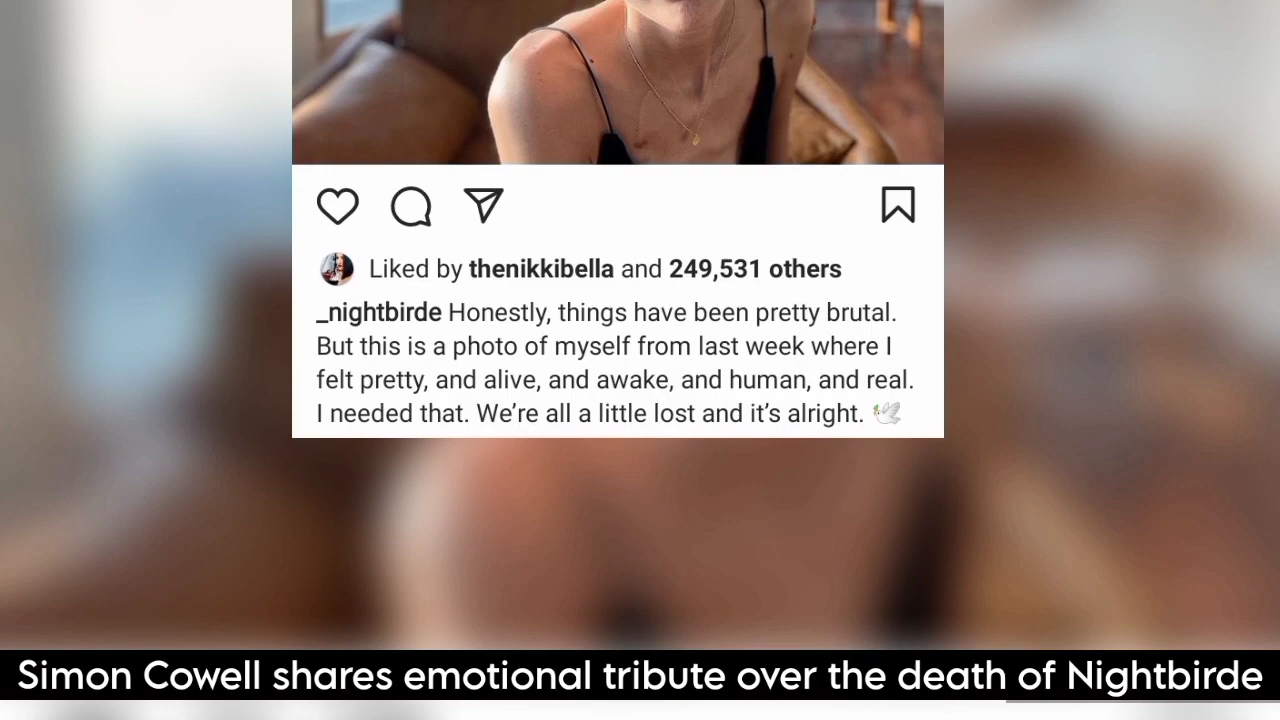 Liked by thenikkibella and 249,531 others
_nightbirde Honestly, things have been pretty brutal.
But this is a photo of myself from last week where I
felt pretty, and alive, and awake, and human, and real.
I needed that. We’re all a little lost and it’s alright. 🕊️
Simon Cowell shares emotional tribute over the death of Nightbirde